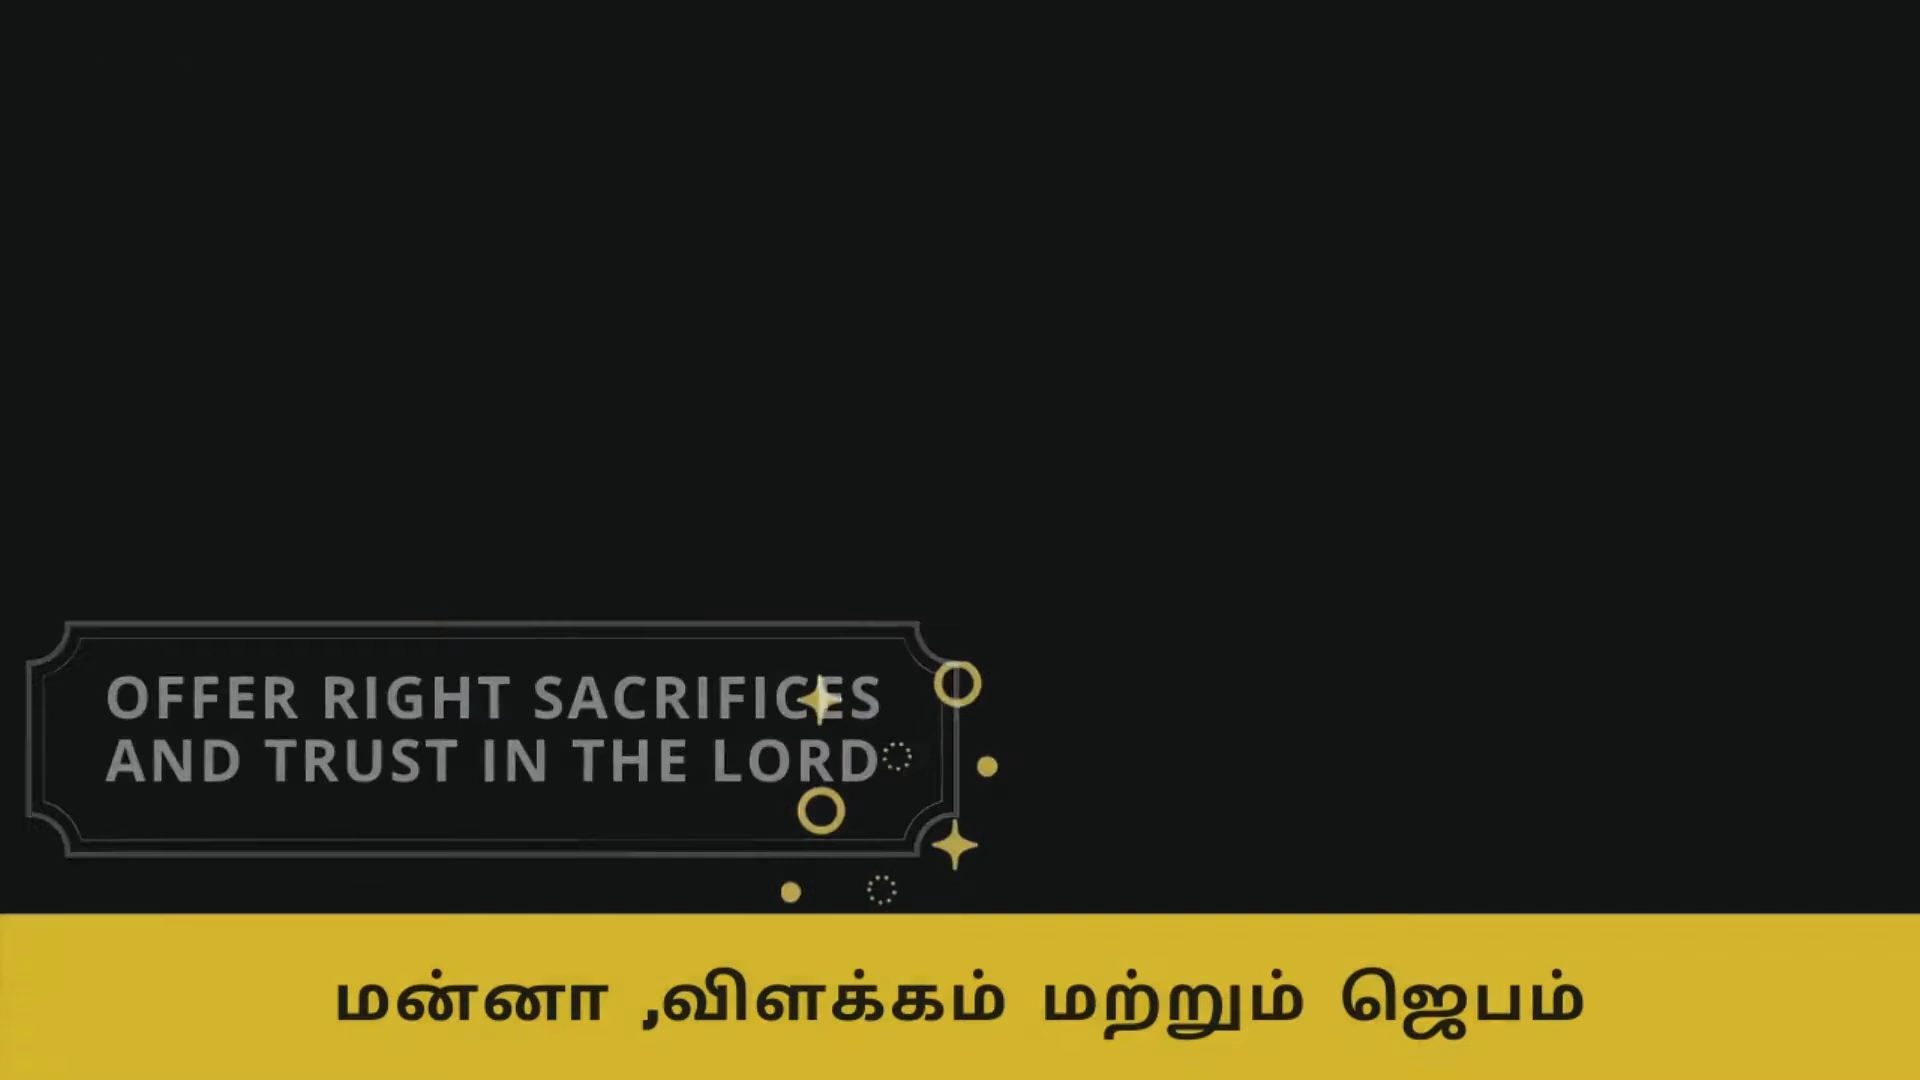 OFFER RIGHT SACRIFICES
AND TRUST IN THE LORD
மன்னா ,விளக்கம் மற்றும் ஜெபம்